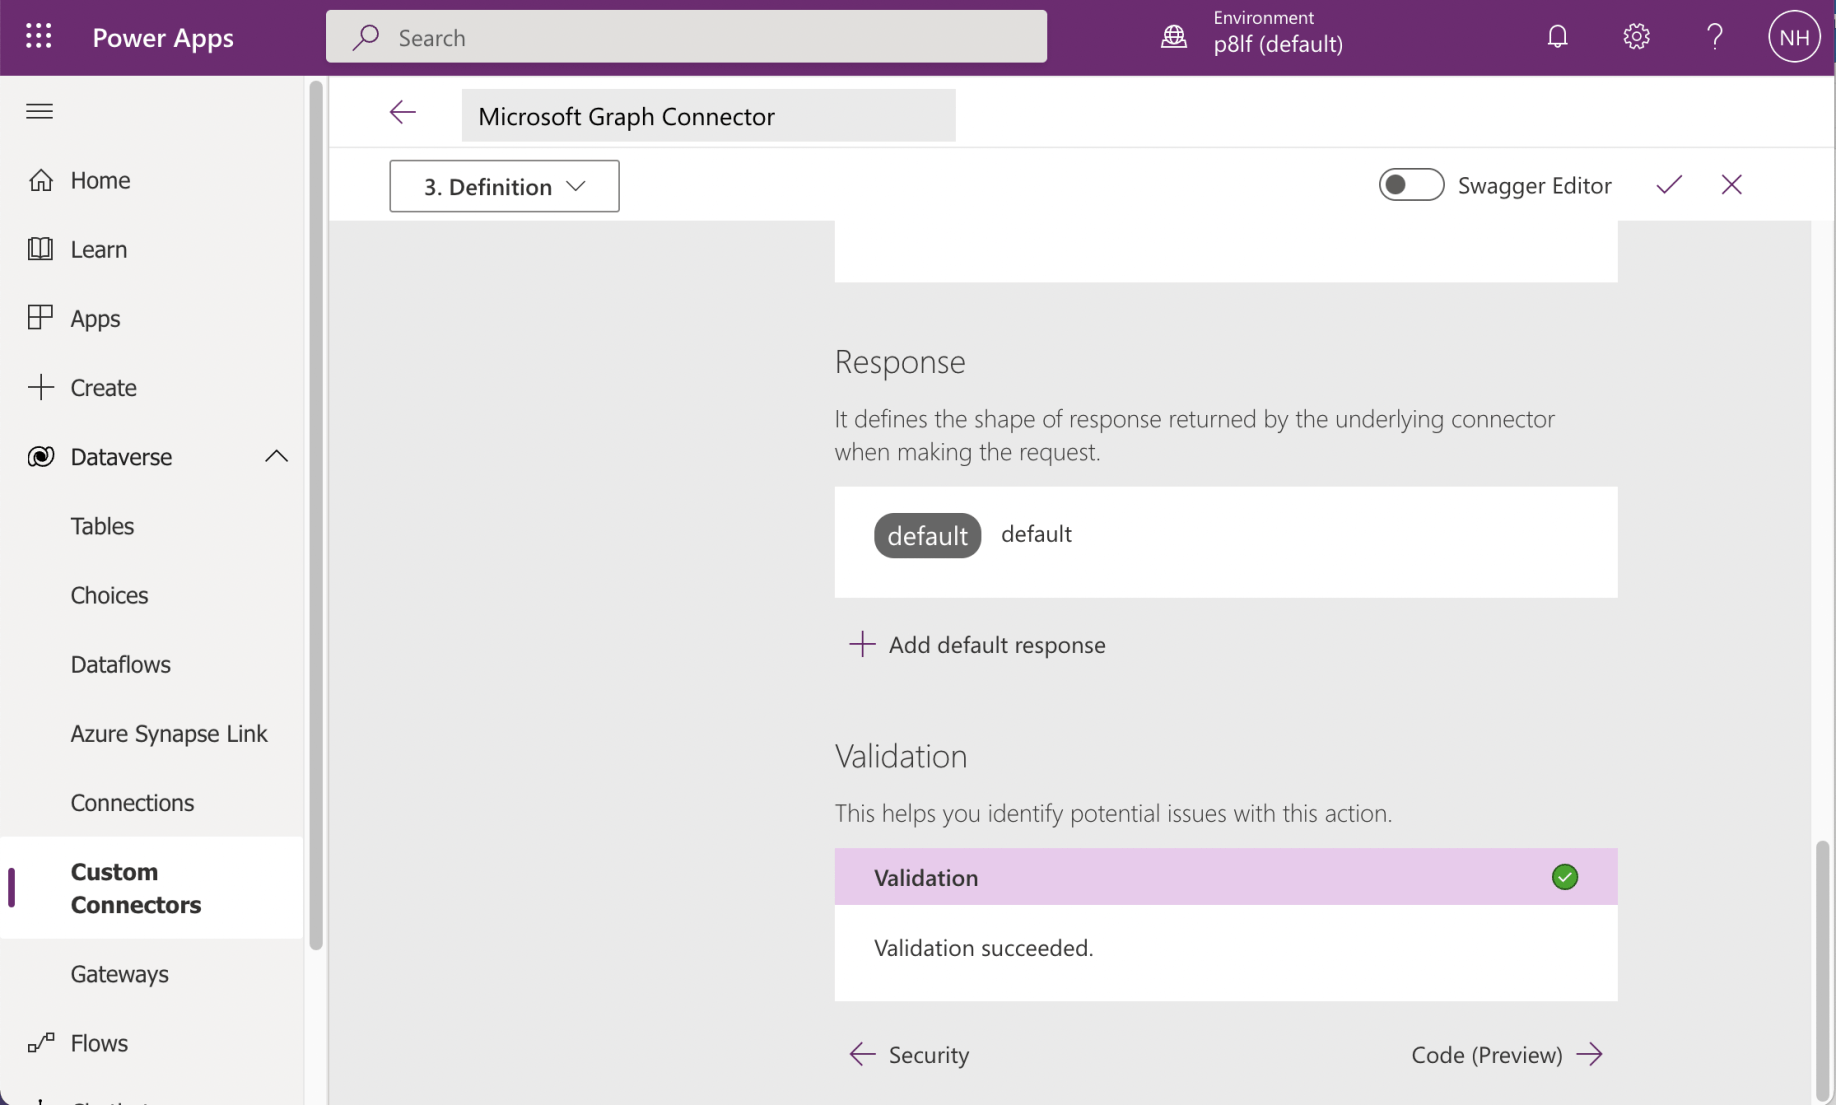 Power Apps
Search
Environment
p8lf (default)
?
NH
Microsoft Graph Connector
3. Definition
Swagger Editor
Home
Learn
Apps
Create
Dataverse
Tables
Choices
Dataflows
Azure Synapse Link
Connections
Custom
Connectors
Gateways
Flows
Response
It defines the shape of response returned by the underlying connector
when making the request.
default default
Add default response
Validation
This helps you identify potential issues with this action.
Validation
Validation succeeded.
Security
Code (Preview)